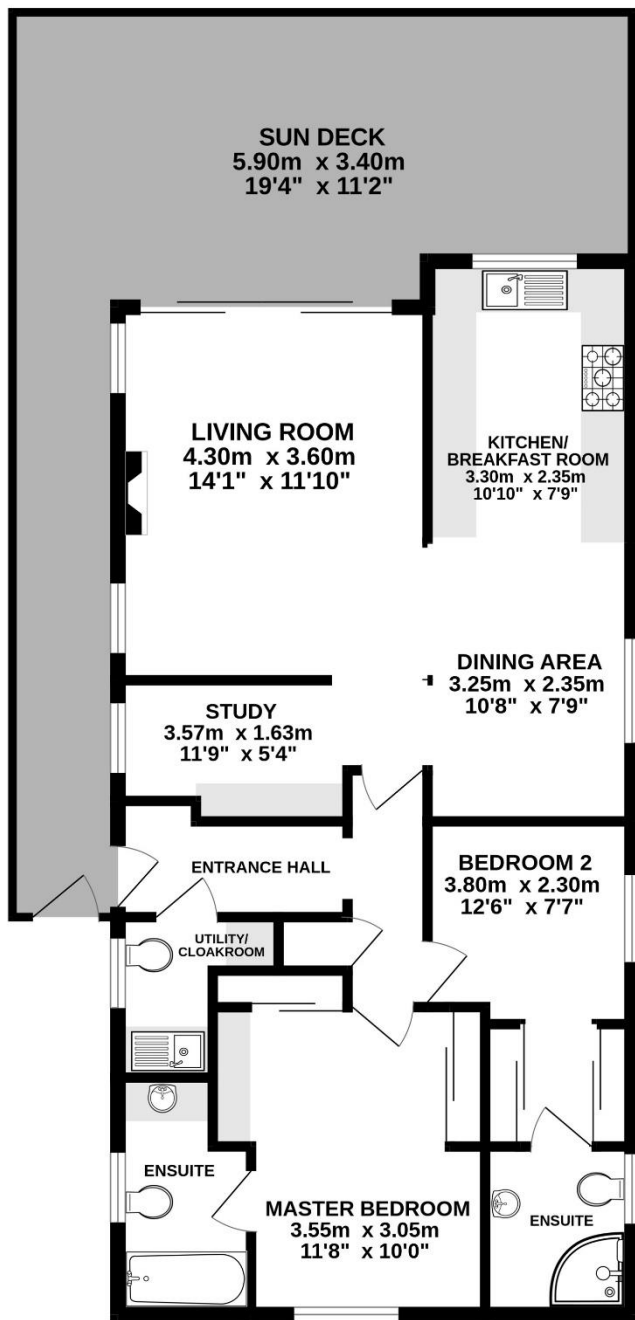 SUN DECK
5.90m x 3.40m
19'4" x 11'2"
LIVING ROOM
4.30m x 3.60m
14'1" x 11'10"
KITCHEN/
BREAKFAST ROOM
3.30m x 2.35m
10'10" x 7'9"
DINING AREA
3.25m x 2.35m
10'8" x 7'9"
STUDY
3.57m x 1.63m
11'9" x 5'4"
ENTRANCE HALL
BEDROOM 2
3.80m x 2.30m
12'6" x 7'7"
UTILITY/
CLOAKROOM
ENSUITE
MASTER BEDROOM
3.55m x 3.05m
11'8" x 10'0"
ENSUITE